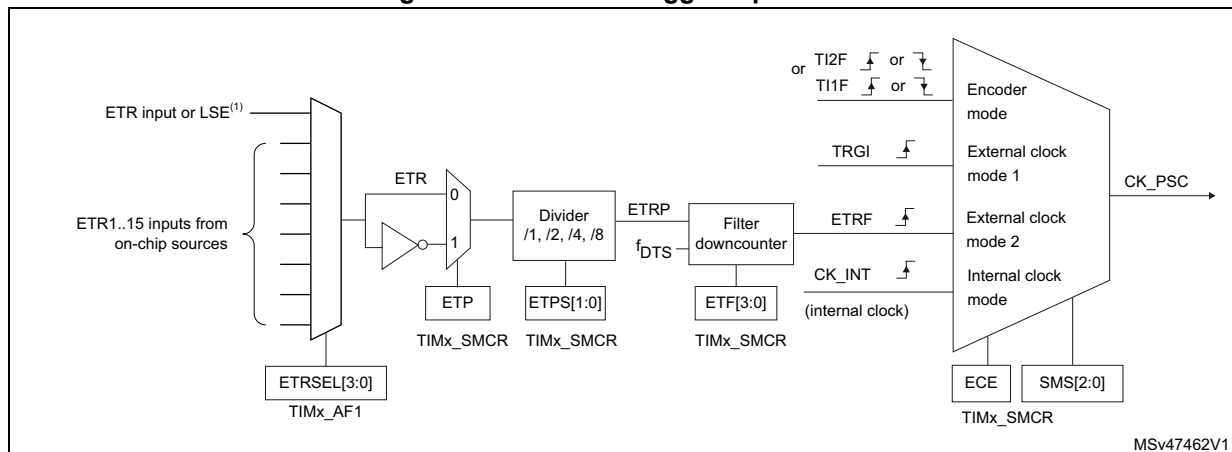 or TI2F or
TI1F or
Encoder
mode
ETR input or LSE(1)
TRGI
External clock
mode 1
CK_PSC
ETR
0
1
ETR1..15 inputs from
on-chip sources
Divider
/1, /2, /4, /8
ETRP
Filter
downcounter
fDTS
ETRF
External clock
mode 2
CK_INT
Internal clock
mode
(internal clock)
ETP
TIMx_SMCR
ETPS[1:0]
TIMx_SMCR
ETF[3:0]
TIMx_SMCR
ETRSEL[3:0]
TIMx_AF1
ECE
SMS[2:0]
TIMx_SMCR
MSv47462V1